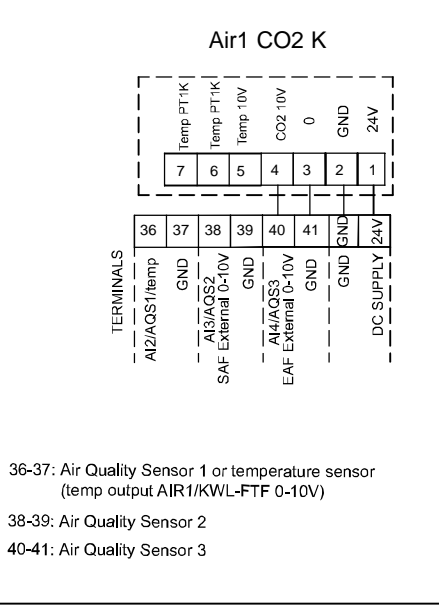 Air1 CO2 K
Temp PT1K
Temp PT1K
Temp 10V
CO2 10V
0
GND
24V
7 6 5 4 3 2 1
36 37 38 39 40 41 GND 24V
TERMINALS
AI2/AQS1/temp
GND
AI3/AQS2
SAF External 0-10V
GND
AI4/AQS3
EAF External 0-10V
GND
GND
DC SUPPLY
36-37: Air Quality Sensor 1 or temperature sensor
(temp output AIR1/KWL-FTF 0-10V)
38-39: Air Quality Sensor 2
40-41: Air Quality Sensor 3